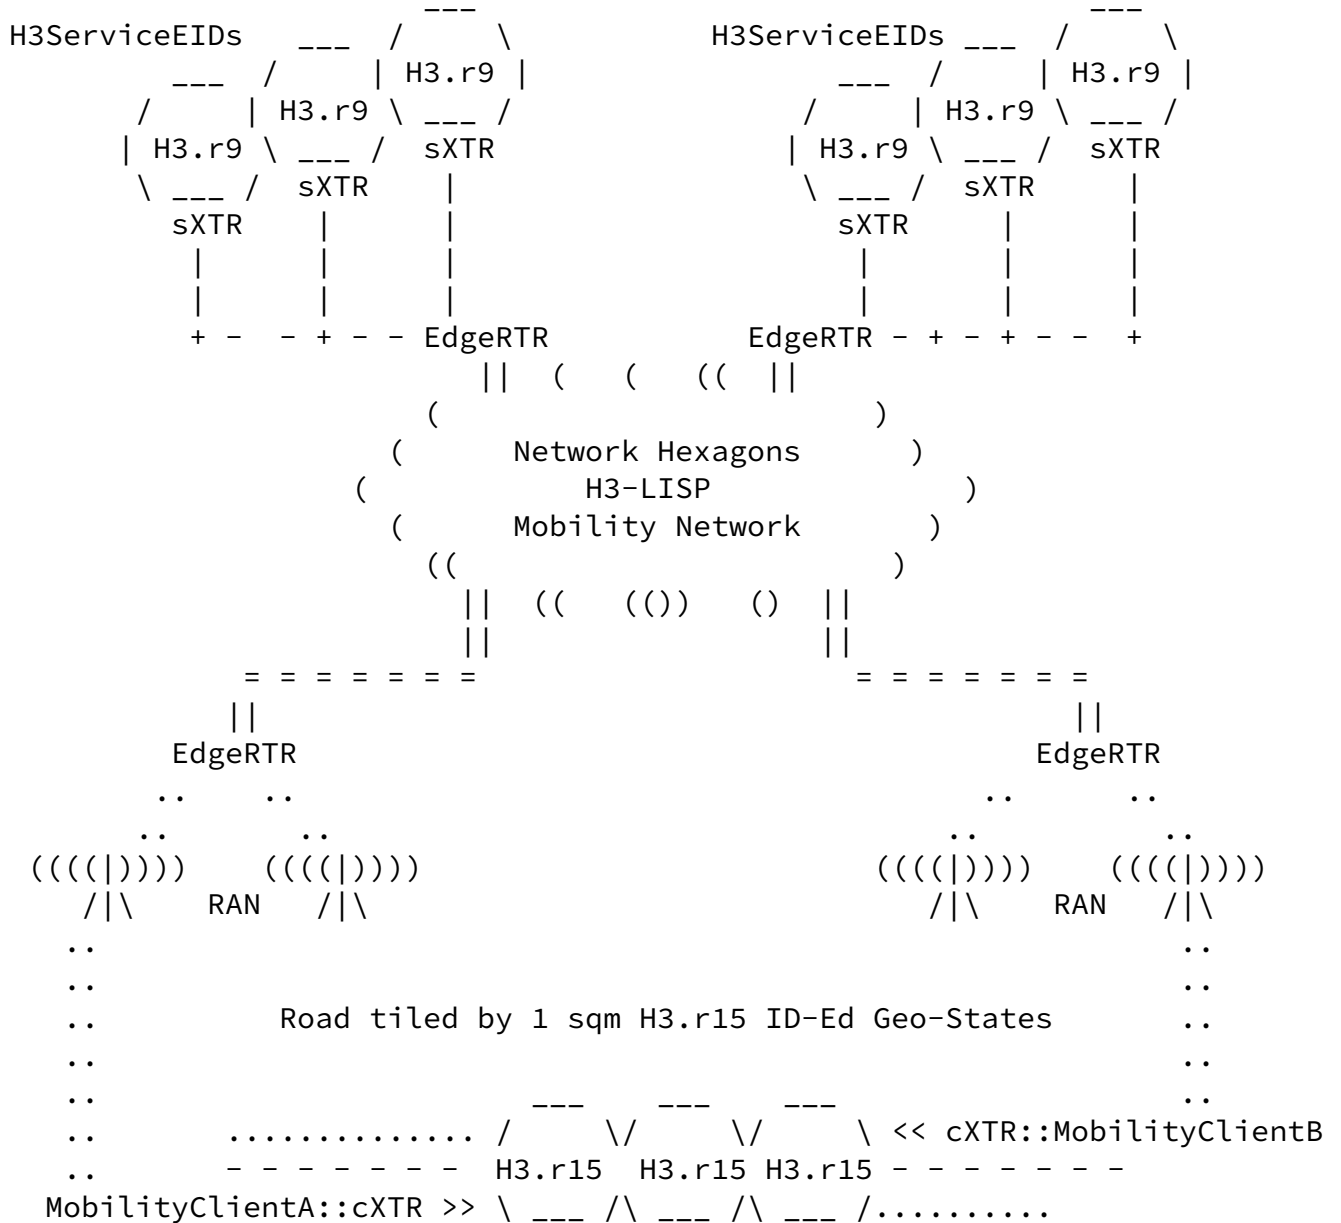 H3ServiceEIDs H3ServiceEIDs
H3.r9 H3.r9
H3.r9 H3.r9
H3.r9 sXTR H3.r9 sXTR
sXTR sXTR
sXTR sXTR
EdgeRTR EdgeRTR
Network Hexagons
H3-LISP
Mobility Network
EdgeRTR EdgeRTR
RAN RAN
Road tiled by 1 sqm H3.r15 ID-Ed Geo-States
<< cXTR::MobilityClientB
H3.r15 H3.r15 H3.r15
MobilityClientA::cXTR >>